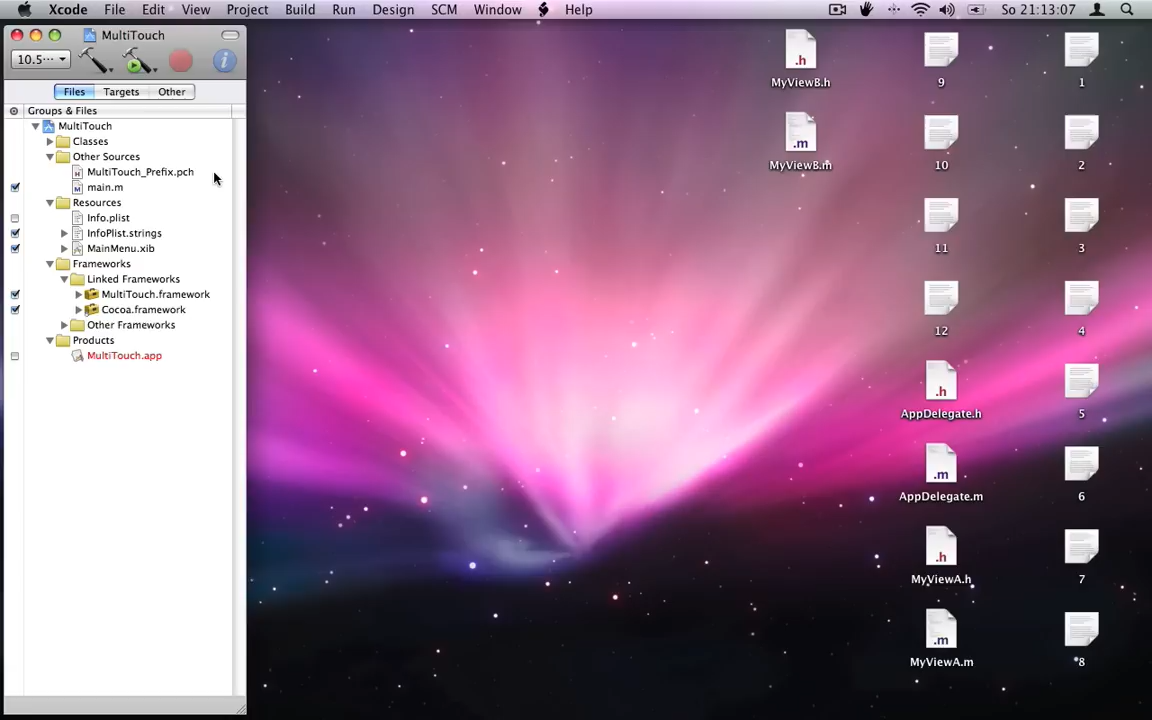 Xcode File Edit View Project Build Run Design SCM Window Help So 21:13:07
MultiTouch
10.5···
Files Targets Other
Groups & Files
MultiTouch
Classes
Other Sources
MultiTouch_Prefix.pch
main.m
Resources
Info.plist
InfoPlist.strings
MainMenu.xib
Frameworks
Linked Frameworks
MultiTouch.framework
Cocoa.framework
Other Frameworks
Products
MultiTouch.app
.h
MyViewB.h
.m
MyViewB.m
9
10
11
12
.h
AppDelegate.h
.m
AppDelegate.m
.h
MyViewA.h
.m
MyViewA.m
1
2
3
4
5
6
7
8